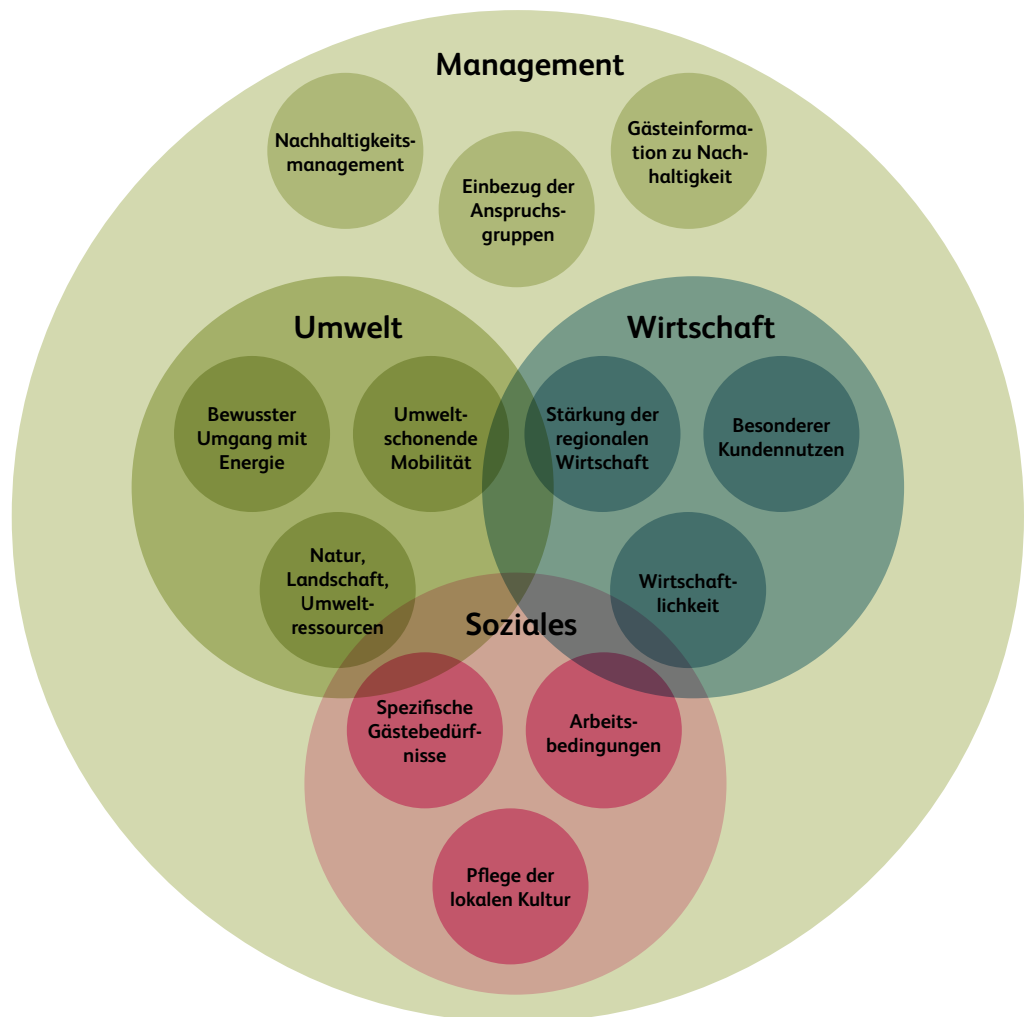 Management
Nachhaltigkeits-
management
Einbezug der
Anspruchs-
gruppen
Gästeinforma-
tion zu Nach-
haltigkeit
Umwelt
Bewusster
Umgang mit
Energie
Umwelt-
schonende
Mobilität
Natur,
Landschaft,
Umwelt-
ressourcen
Wirtschaft
Stärkung der
regionalen
Wirtschaft
Besonderer
Kundennutzen
Wirtschaft-
lichkeit
Soziales
Spezifische
Gästebedürf-
nisse
Arbeits-
bedingungen
Pflege der
lokalen Kultur